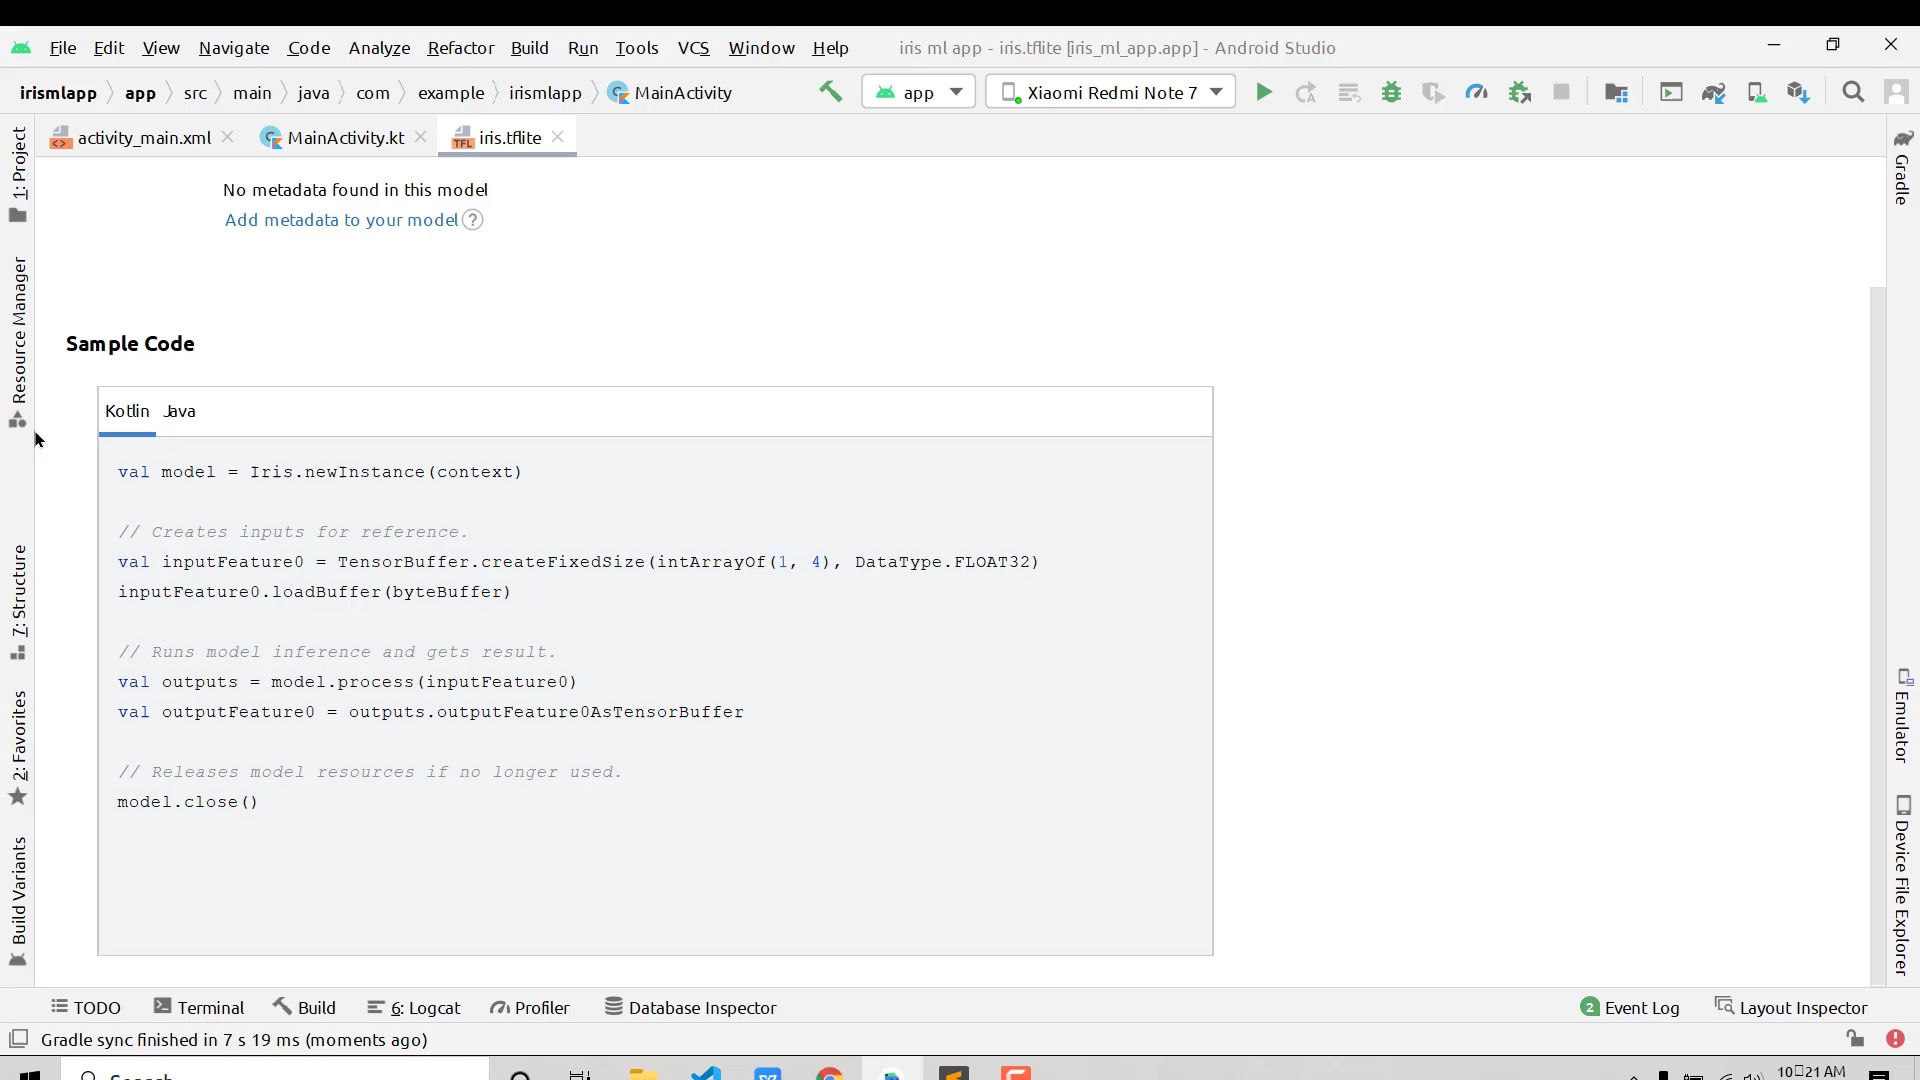 File Edit View Navigate Code Analyze Refactor Build Run Tools VCS Window Help iris ml app - iris.tflite [iris_ml_app.app] - Android Studio
irismlapp app src main java com example irismlapp MainActivity app Xiaomi Redmi Note 7
activity_main.xml MainActivity.kt TFL iris.tflite
1: Project
Resource Manager
7: Structure
2: Favorites
Build Variants
No metadata found in this model
Add metadata to your model ?
Sample Code
Kotlin Java
val model = Iris.newInstance(context)
// Creates inputs for reference.
val inputFeature0 = TensorBuffer.createFixedSize(intArrayOf(1, 4), DataType.FLOAT32)
inputFeature0.loadBuffer(byteBuffer)
// Runs model inference and gets result.
val outputs = model.process(inputFeature0)
val outputFeature0 = outputs.outputFeature0AsTensorBuffer
// Releases model resources if no longer used.
model.close()
Gradle
Emulator
Device File Explorer
TODO Terminal Build 6: Logcat Profiler Database Inspector 2 Event Log Layout Inspector
Gradle sync finished in 7 s 19 ms (moments ago)
Search 10:21 AM